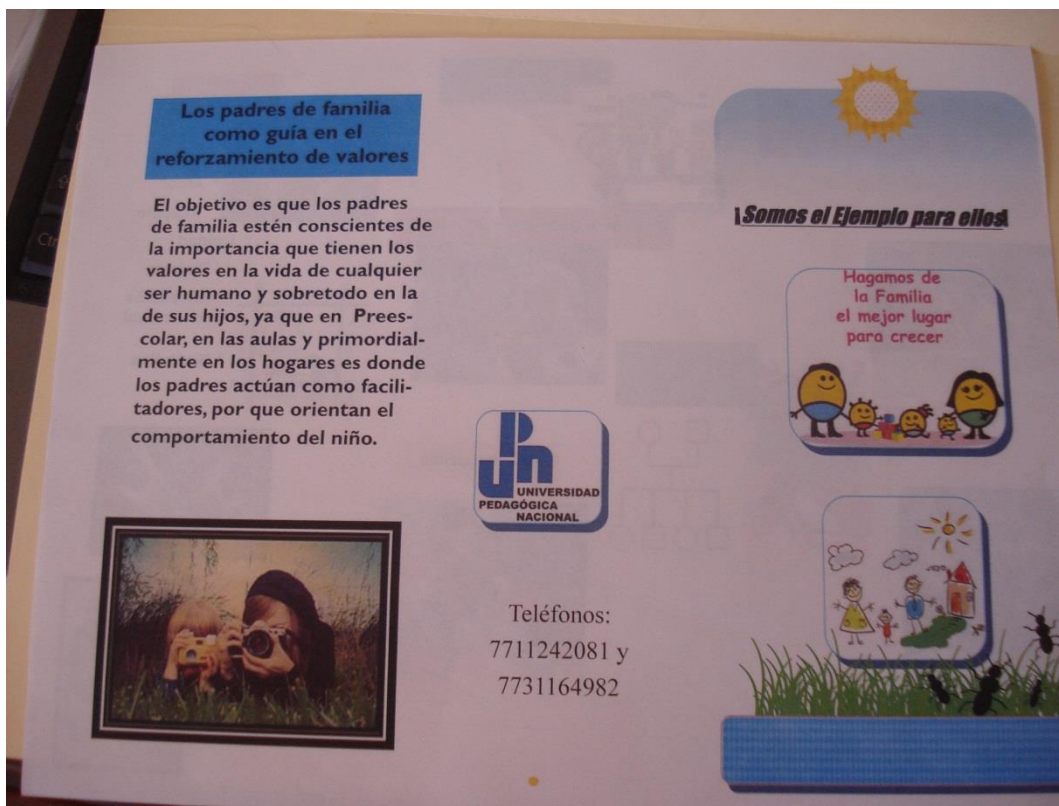 Los padres de familia
como guía en el
reforzamiento de valores
El objetivo es que los padres
de familia estén conscientes de
la importancia que tienen los
valores en la vida de cualquier
ser humano y sobretodo en la
de sus hijos, ya que en Prees-
colar, en las aulas y primordial-
mente en los hogares es donde
los padres actúan como facili-
tadores, por que orientan el
comportamiento del niño.
UPN
UNIVERSIDAD
PEDAGÓGICA
NACIONAL
Teléfonos:
7711242081 y
7731164982
¡Somos el Ejemplo para ellos!
Hagamos de
la Familia
el mejor lugar
para crecer